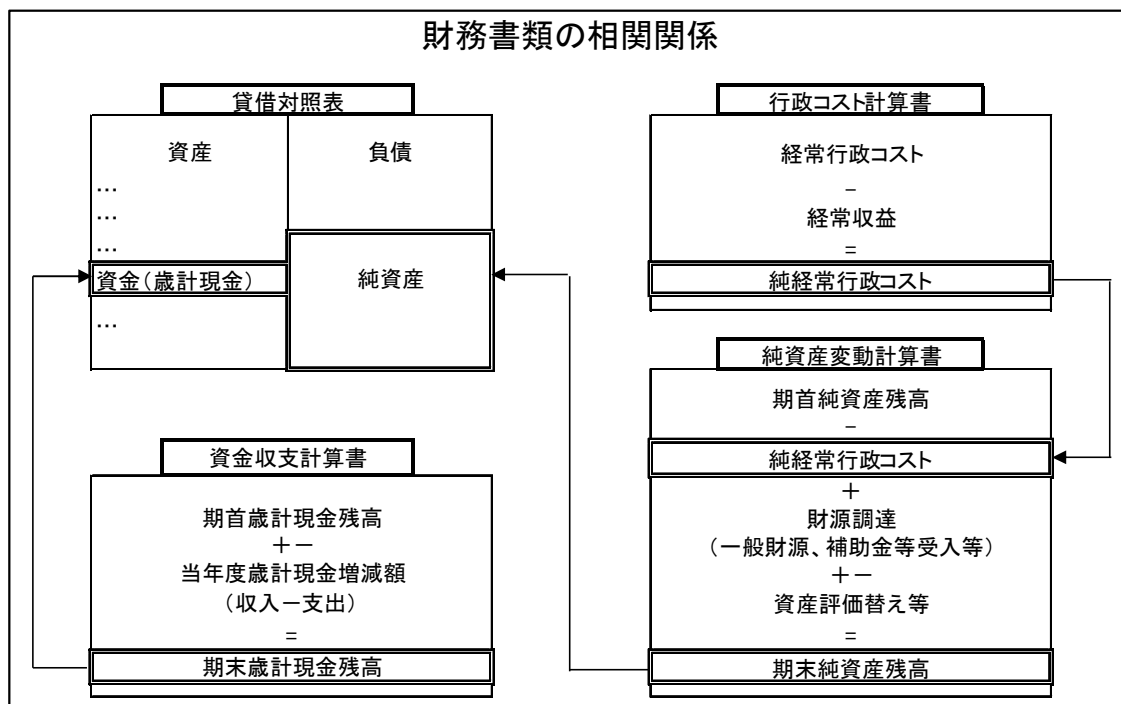 財務書類の相関関係
貸借対照表
資産
負債
…
…
…
資金(歳計現金)
純資産
…
資金収支計算書
期首歳計現金残高
+-
当年度歳計現金増減額
(収入-支出)
=
期末歳計現金残高
行政コスト計算書
経常行政コスト
-
経常収益
=
純経常行政コスト
純資産変動計算書
期首純資産残高
-
純経常行政コスト
+
財源調達
(一般財源、補助金等受入等)
+-
資産評価替え等
=
期末純資産残高